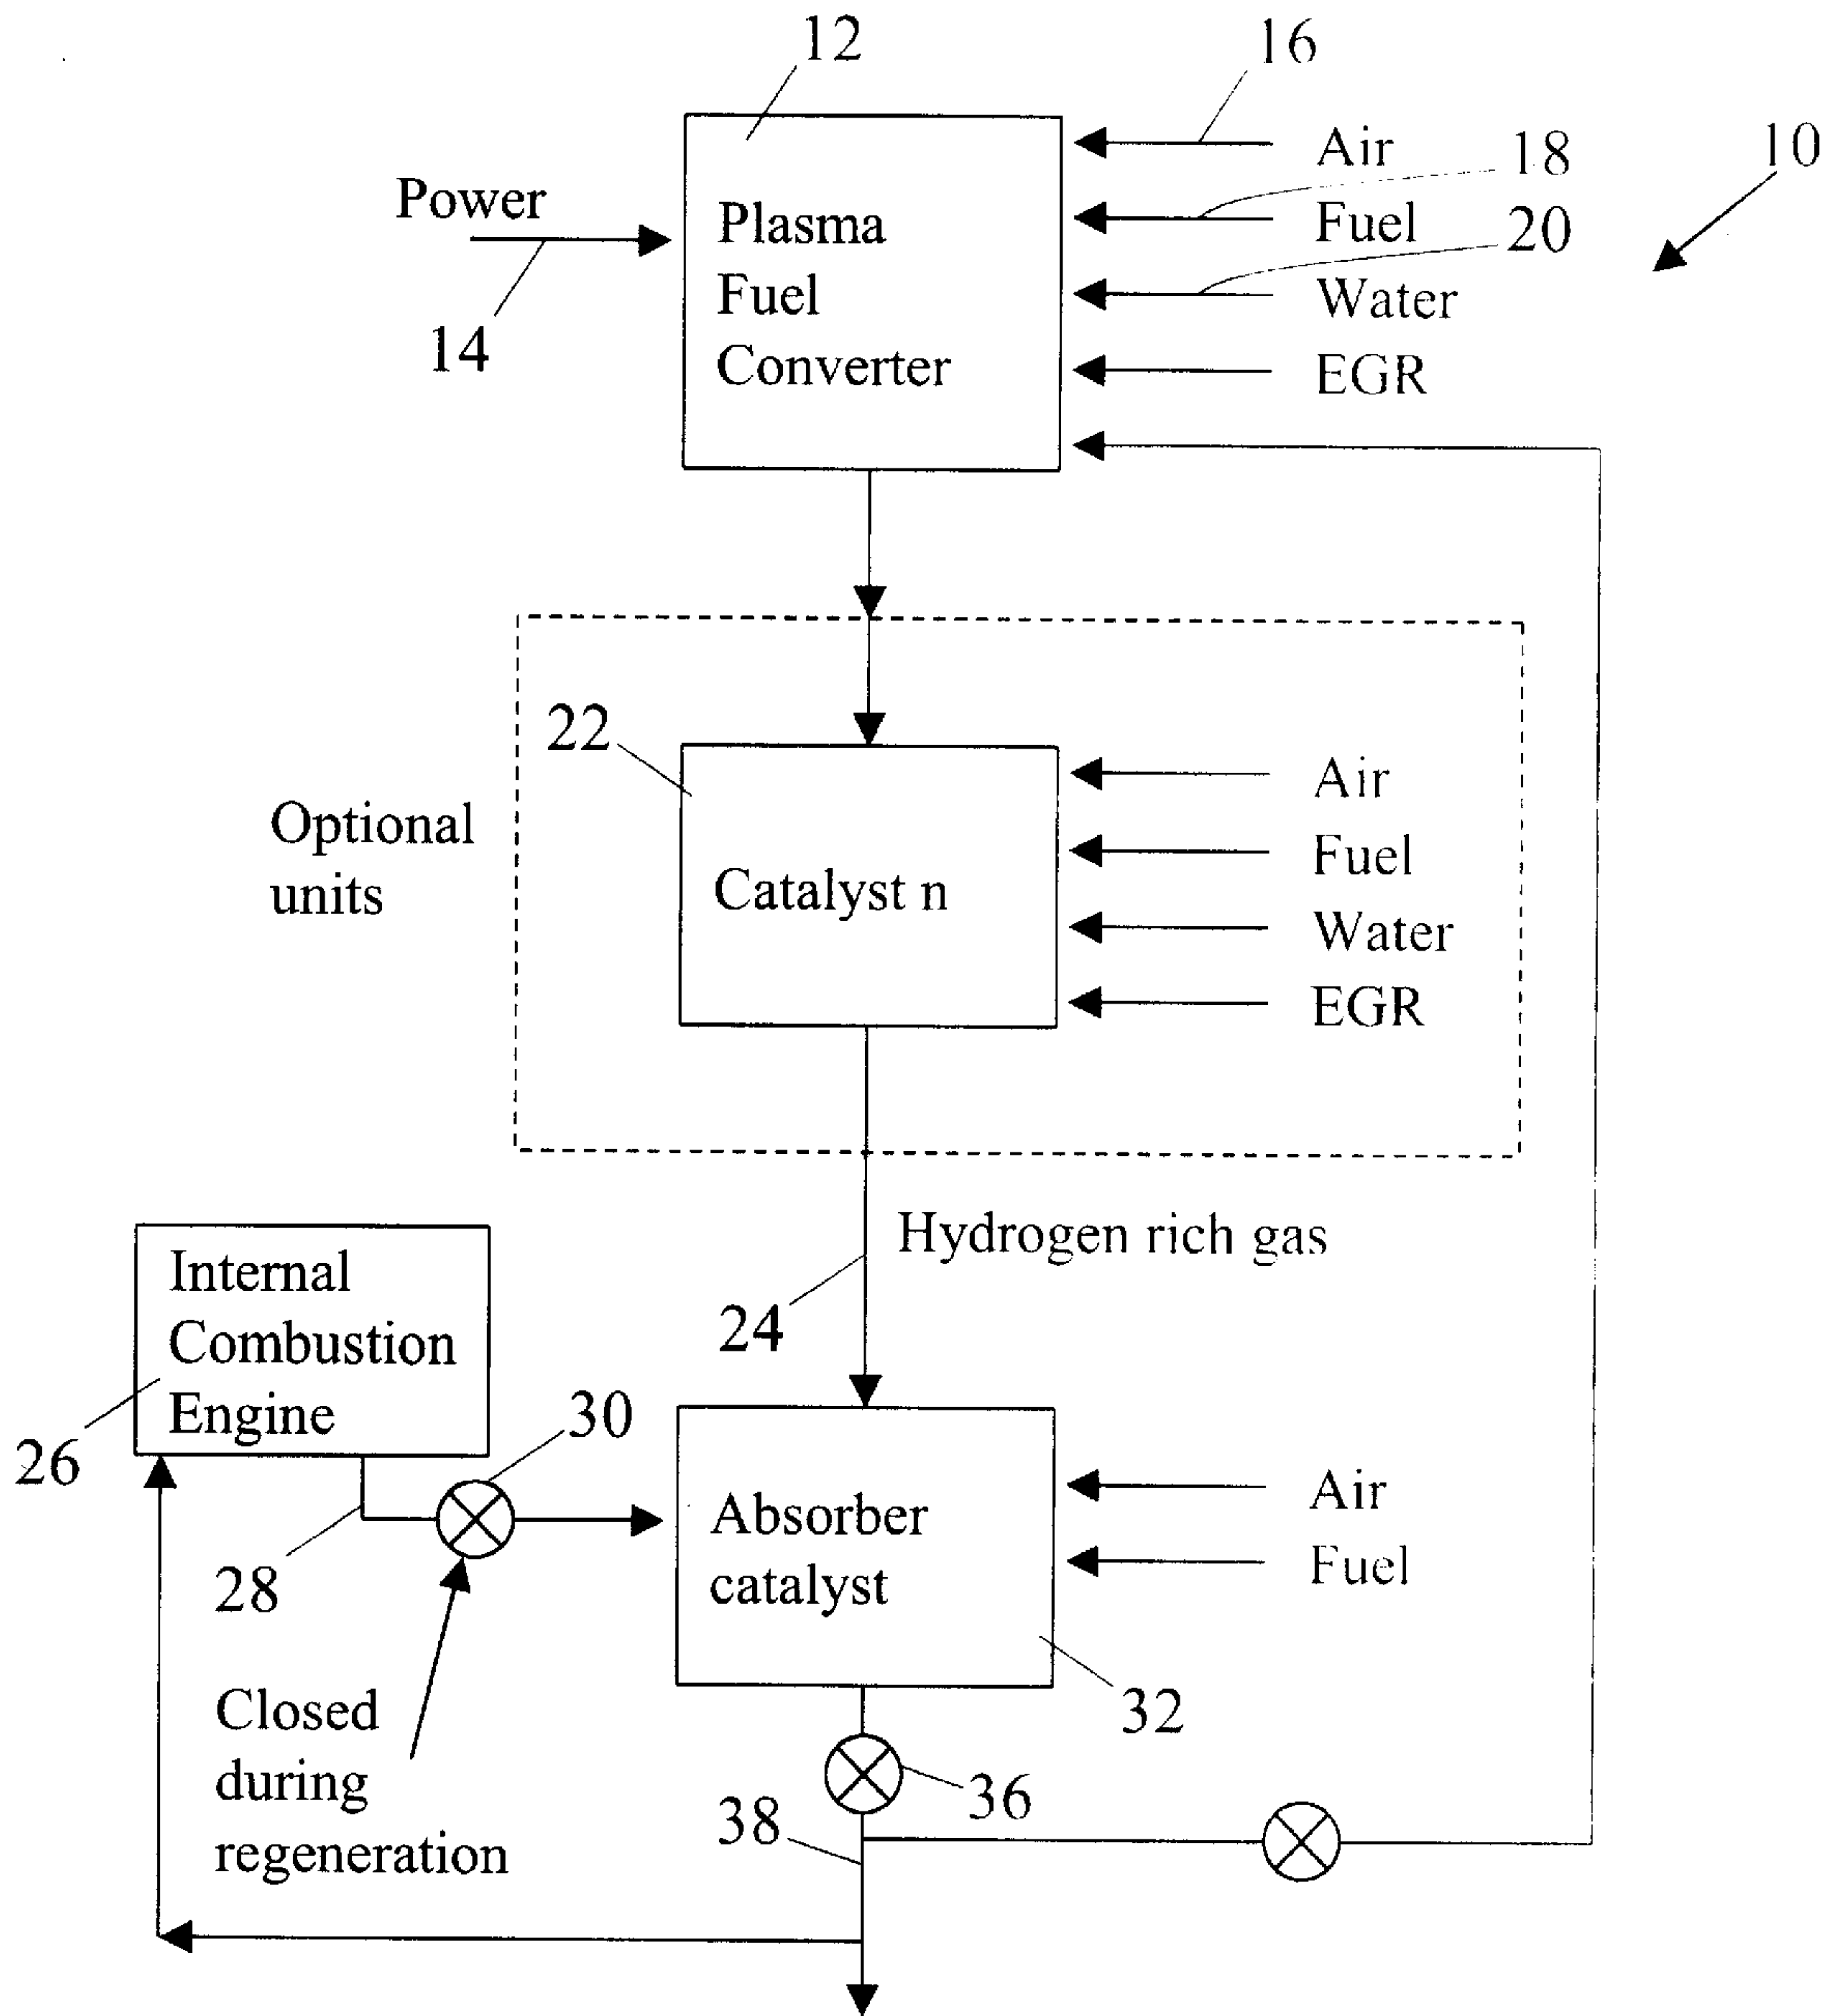 12
16
Air
10
Power
Plasma
Fuel
Converter
18
Fuel
20
Water
14
EGR
22
Optional
units
Catalyst n
Air
Fuel
Water
EGR
Hydrogen rich gas
24
Internal
Combustion
Engine
26
30
28
Absorber
catalyst
Air
Fuel
32
Closed
during
regeneration
36
38